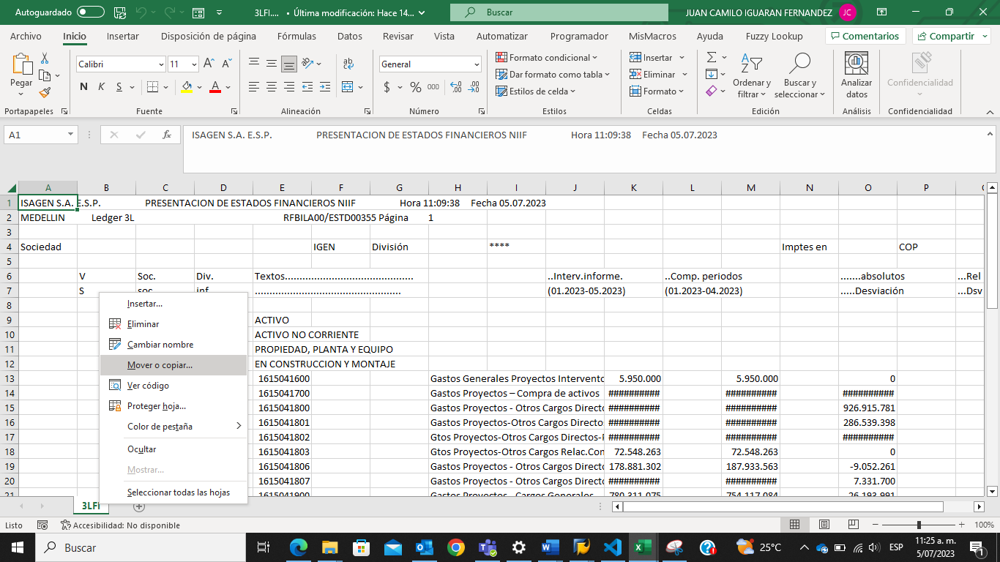 Autoguardado 3LFI.... • Última modificación: Hace 14... Buscar JUAN CAMILO IGUARAN FERNANDEZ JC
Archivo Inicio Insertar Disposición de página Fórmulas Datos Revisar Vista Automatizar Programador MisMacros Ayuda Fuzzy Lookup Comentarios Compartir
Pegar
Calibri 11
N K S
ab
General
$ % 000
Formato condicional
Dar formato como tabla
Estilos de celda
Insertar
Eliminar
Formato
Ordenar y filtrar
Buscar y seleccionar
Analizar datos
Confidencialidad
Portapapeles Fuente Alineación Número Estilos Celdas Edición Análisis Confidencialidad
A1 fx ISAGEN S.A. E.S.P. PRESENTACION DE ESTADOS FINANCIEROS NIIF Hora 11:09:38 Fecha 05.07.2023
A B C D E F G H I J K L M N O P
1 ISAGEN S.A. E.S.P. PRESENTACION DE ESTADOS FINANCIEROS NIIF Hora 11:09:38 Fecha 05.07.2023
2 MEDELLIN Ledger 3L RFBILA00/ESTD00355 Página 1
3
4 Sociedad IGEN División **** Imptes en COP
5
6 V Soc. Div. Textos.......................................... ..Interv.informe. ..Comp. periodos .......absolutos ...Rel
7 S soc. inf. ................................................ (01.2023-05.2023) (01.2023-04.2023) .....Desviación ...Dsv
8
9 ACTIVO
10 ACTIVO NO CORRIENTE
11 PROPIEDAD, PLANTA Y EQUIPO
12 EN CONSTRUCCION Y MONTAJE
13 1615041600 Gastos Generales Proyectos Intervento 5.950.000 5.950.000 0
14 1615041700 Gastos Proyectos – Compra de activos ########## ########## ##########
15 1615041800 Gastos Proyectos - Otros Cargos Directo ########## ########## 926.915.781
16 1615041801 Gastos Proyectos-Otros Cargos Directos ########## ########## 286.539.398
17 1615041802 Gtos Proyectos-Otros Cargos Directos- ########## ########## ##########
18 1615041803 Gtos Proyectos-Otros Cargos Relac.Con 72.548.263 72.548.263 0
19 1615041806 Gastos Proyectos - Otros Cargos Directo 178.881.302 187.933.563 -9.052.261
20 1615041807 Gastos Proyectos - Otros Cargos Directo ########## ########## 7.331.700
21 1615041900 Gastos Proyectos - Cargos Generales 780.311.075 754.117.084 26.193.991
Insertar...
Eliminar
Cambiar nombre
Mover o copiar...
Ver código
Proteger hoja...
Color de pestaña
Ocultar
Mostrar...
Seleccionar todas las hojas
3LFI
Listo Accesibilidad: No disponible 100%
Buscar 25°C ESP 11:25 a. m.
5/07/2023 1